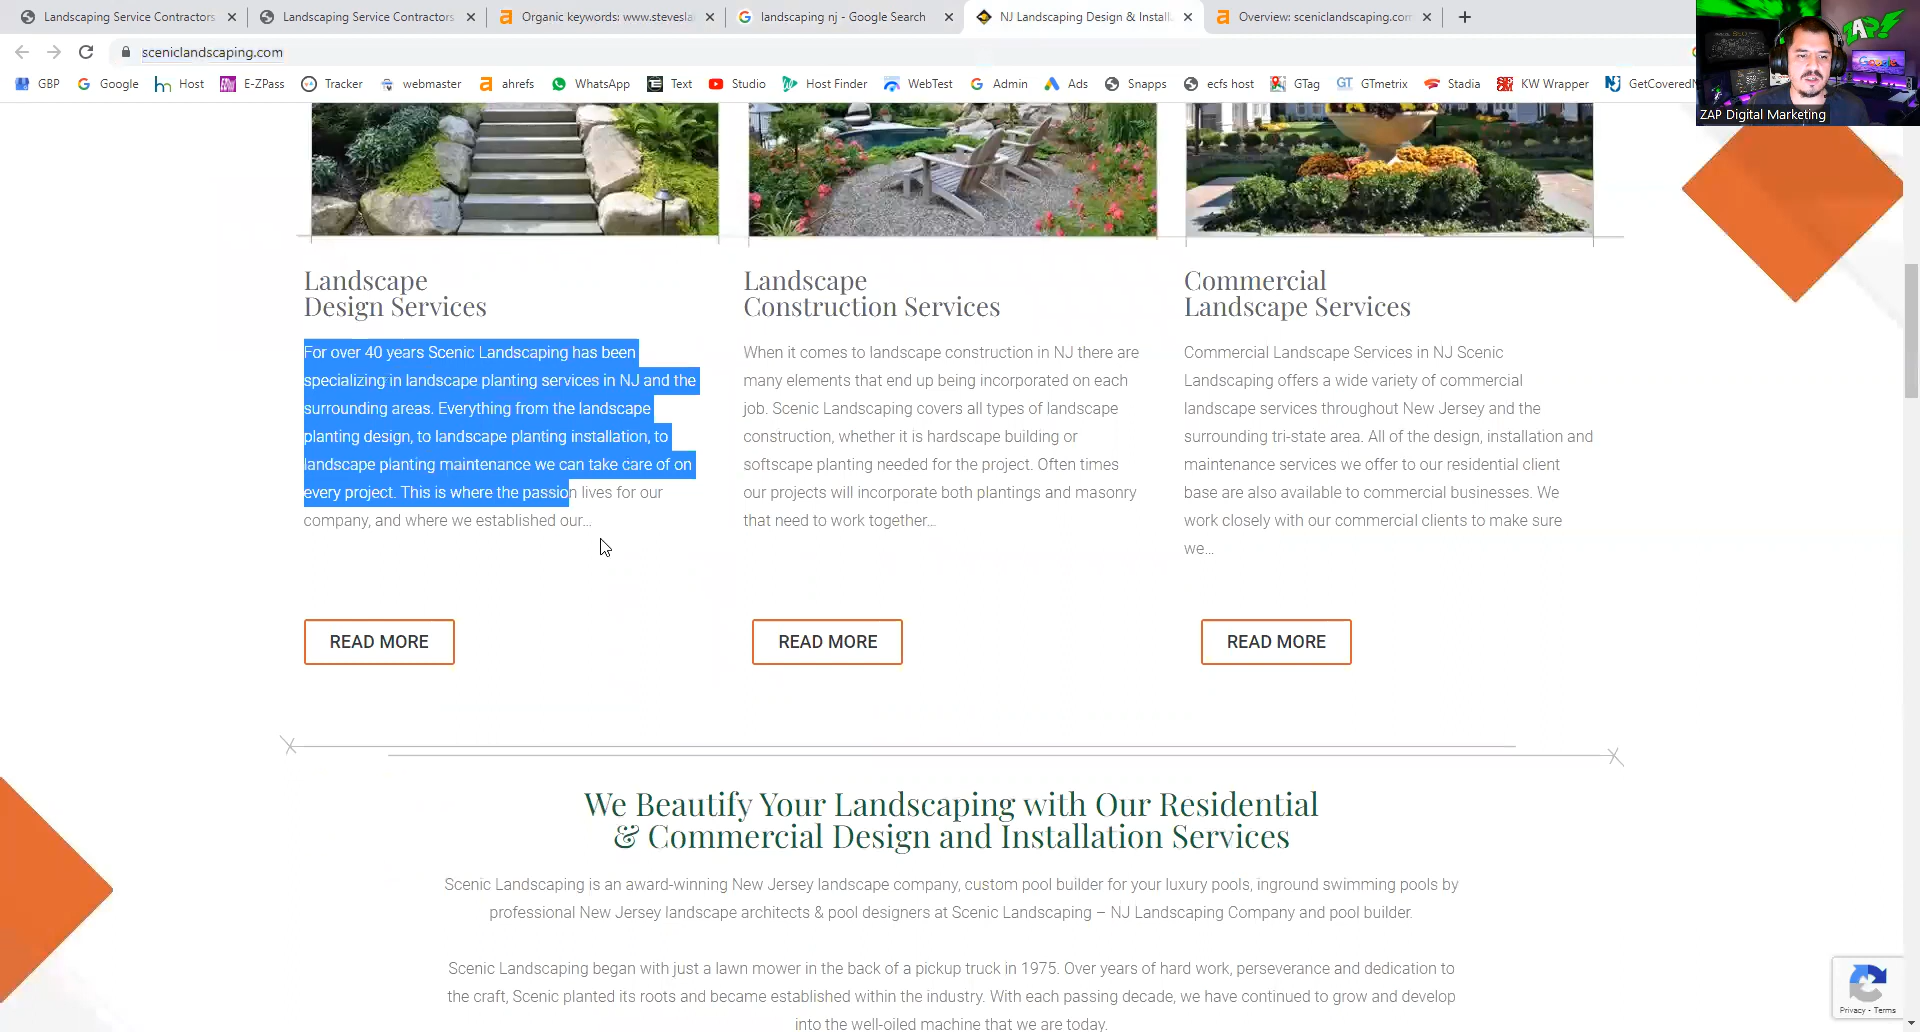 Landscaping Service Contractors
Landscaping Service Contractors
Organic keywords: www.stevesla
landscaping nj - Google Search
NJ Landscaping Design & Install
Overview: sceniclandscaping.com
sceniclandscaping.com
GBP
Google
Host
E-ZPass
Tracker
webmaster
ahrefs
WhatsApp
Text
Studio
Host Finder
WebTest
Admin
Ads
Snapps
ecfs host
GTag
GTmetrix
Stadia
KW Wrapper
GetCoveredN
ZAP!
Google
ZAP Digital Marketing
Landscape
Design Services
For over 40 years Scenic Landscaping has been
specializing in landscape planting services in NJ and the
surrounding areas. Everything from the landscape
planting design, to landscape planting installation, to
landscape planting maintenance we can take care of on
every project. This is where the passion lives for our
company, and where we established our...
READ MORE
Landscape
Construction Services
When it comes to landscape construction in NJ there are
many elements that end up being incorporated on each
job. Scenic Landscaping covers all types of landscape
construction, whether it is hardscape building or
softscape planting needed for the project. Often times
our projects will incorporate both plantings and masonry
that need to work together...
READ MORE
Commercial
Landscape Services
Commercial Landscape Services in NJ Scenic
Landscaping offers a wide variety of commercial
landscape services throughout New Jersey and the
surrounding tri-state area. All of the design, installation and
maintenance services we offer to our residential client
base are also available to commercial businesses. We
work closely with our commercial clients to make sure
we...
READ MORE
We Beautify Your Landscaping with Our Residential
& Commercial Design and Installation Services
Scenic Landscaping is an award-winning New Jersey landscape company, custom pool builder for your luxury pools, inground swimming pools by
professional New Jersey landscape architects & pool designers at Scenic Landscaping – NJ Landscaping Company and pool builder.
Scenic Landscaping began with just a lawn mower in the back of a pickup truck in 1975. Over years of hard work, perseverance and dedication to
the craft, Scenic planted its roots and became established within the industry. With each passing decade, we have continued to grow and develop
into the well-oiled machine that we are today.
Privacy - Terms